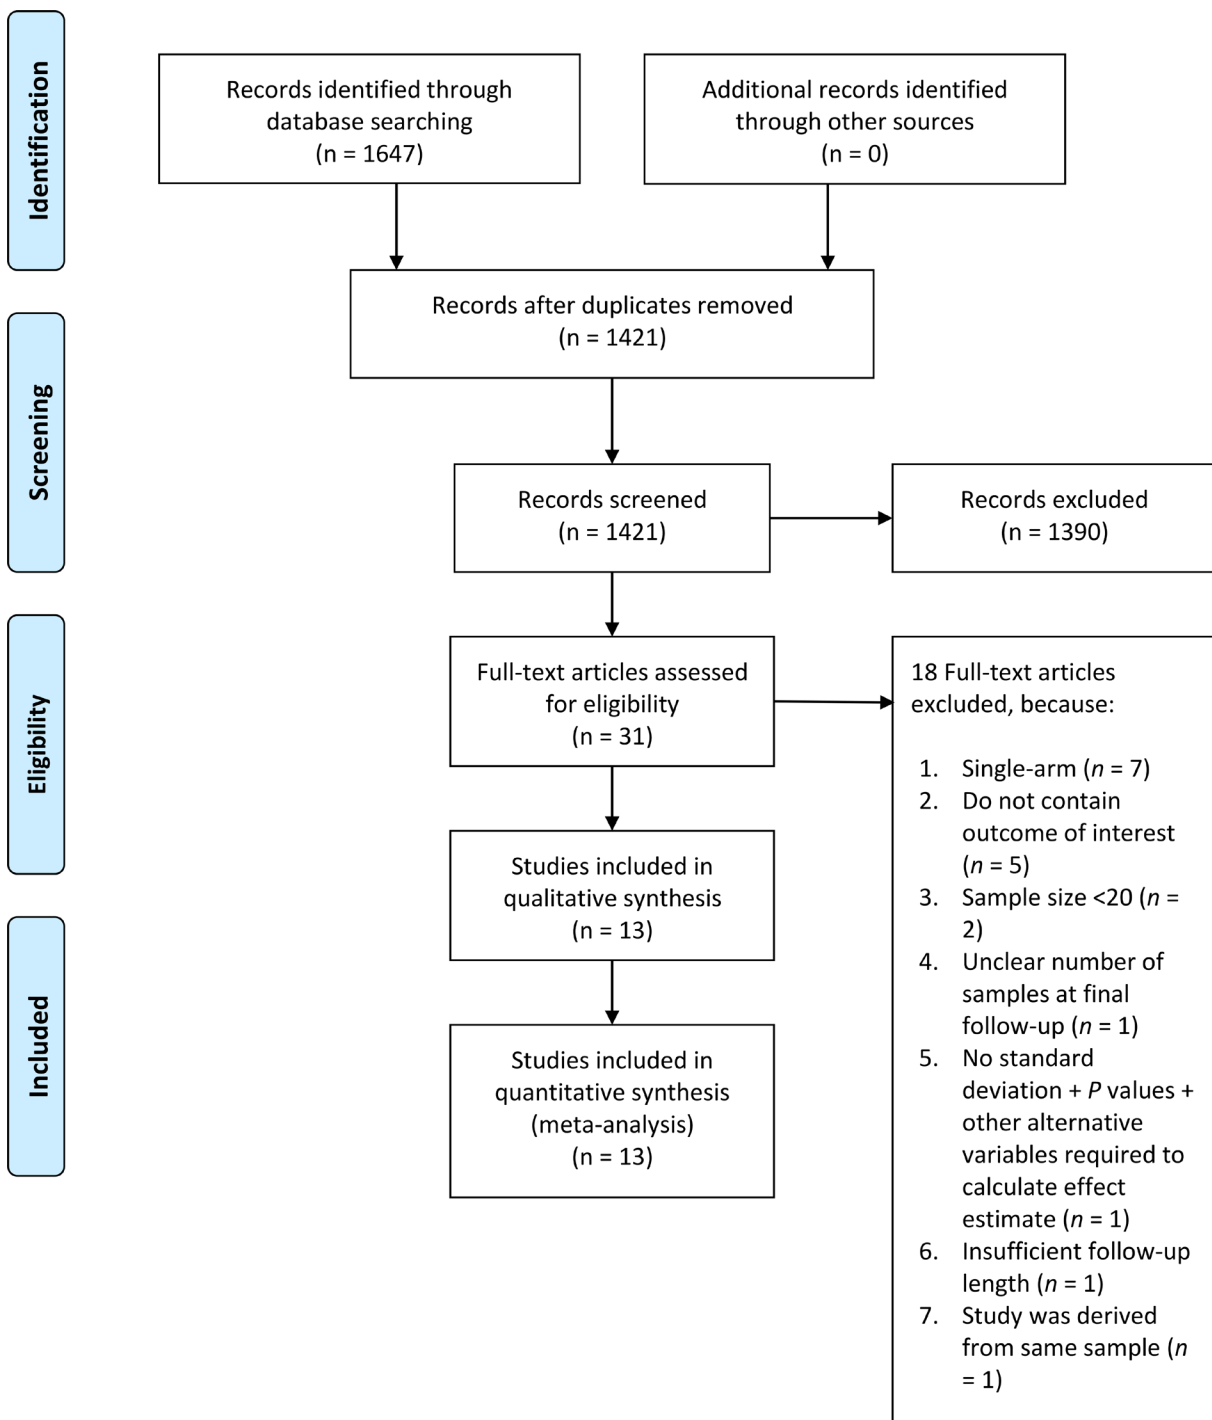 Identification
Records identified through
database searching
(n = 1647)
Additional records identified
through other sources
(n = 0)
Records after duplicates removed
(n = 1421)
Screening
Records screened
(n = 1421)
Records excluded
(n = 1390)
Eligibility
Full-text articles assessed
for eligibility
(n = 31)
18 Full-text articles
excluded, because:
1. Single-arm (n = 7)
2. Do not contain
outcome of interest
(n = 5)
3. Sample size <20 (n =
2)
4. Unclear number of
samples at final
follow-up (n = 1)
5. No standard
deviation + P values +
other alternative
variables required to
calculate effect
estimate (n = 1)
6. Insufficient follow-up
length (n = 1)
7. Study was derived
from same sample (n
= 1)
Studies included in
qualitative synthesis
(n = 13)
Included
Studies included in
quantitative synthesis
(meta-analysis)
(n = 13)